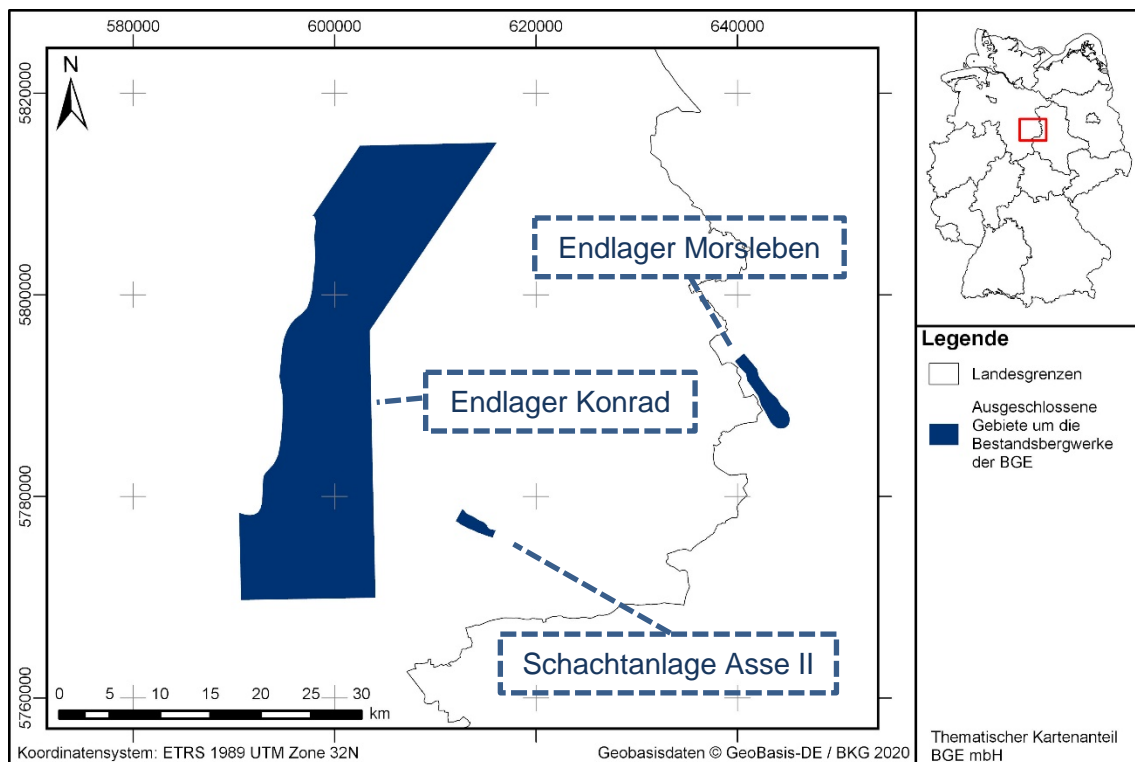 580000
600000
620000
640000
5820000
5800000
5780000
5760000
N
Endlager Morsleben
Endlager Konrad
Schachtanlage Asse II
0 5 10 15 20 25 30
km
Koordinatensystem: ETRS 1989 UTM Zone 32N
Geobasisdaten © GeoBasis-DE / BKG 2020
Legende
Landesgrenzen
Ausgeschlossene
Gebiete um die
Bestandsbergwerke
der BGE
Thematischer Kartenanteil
BGE mbH